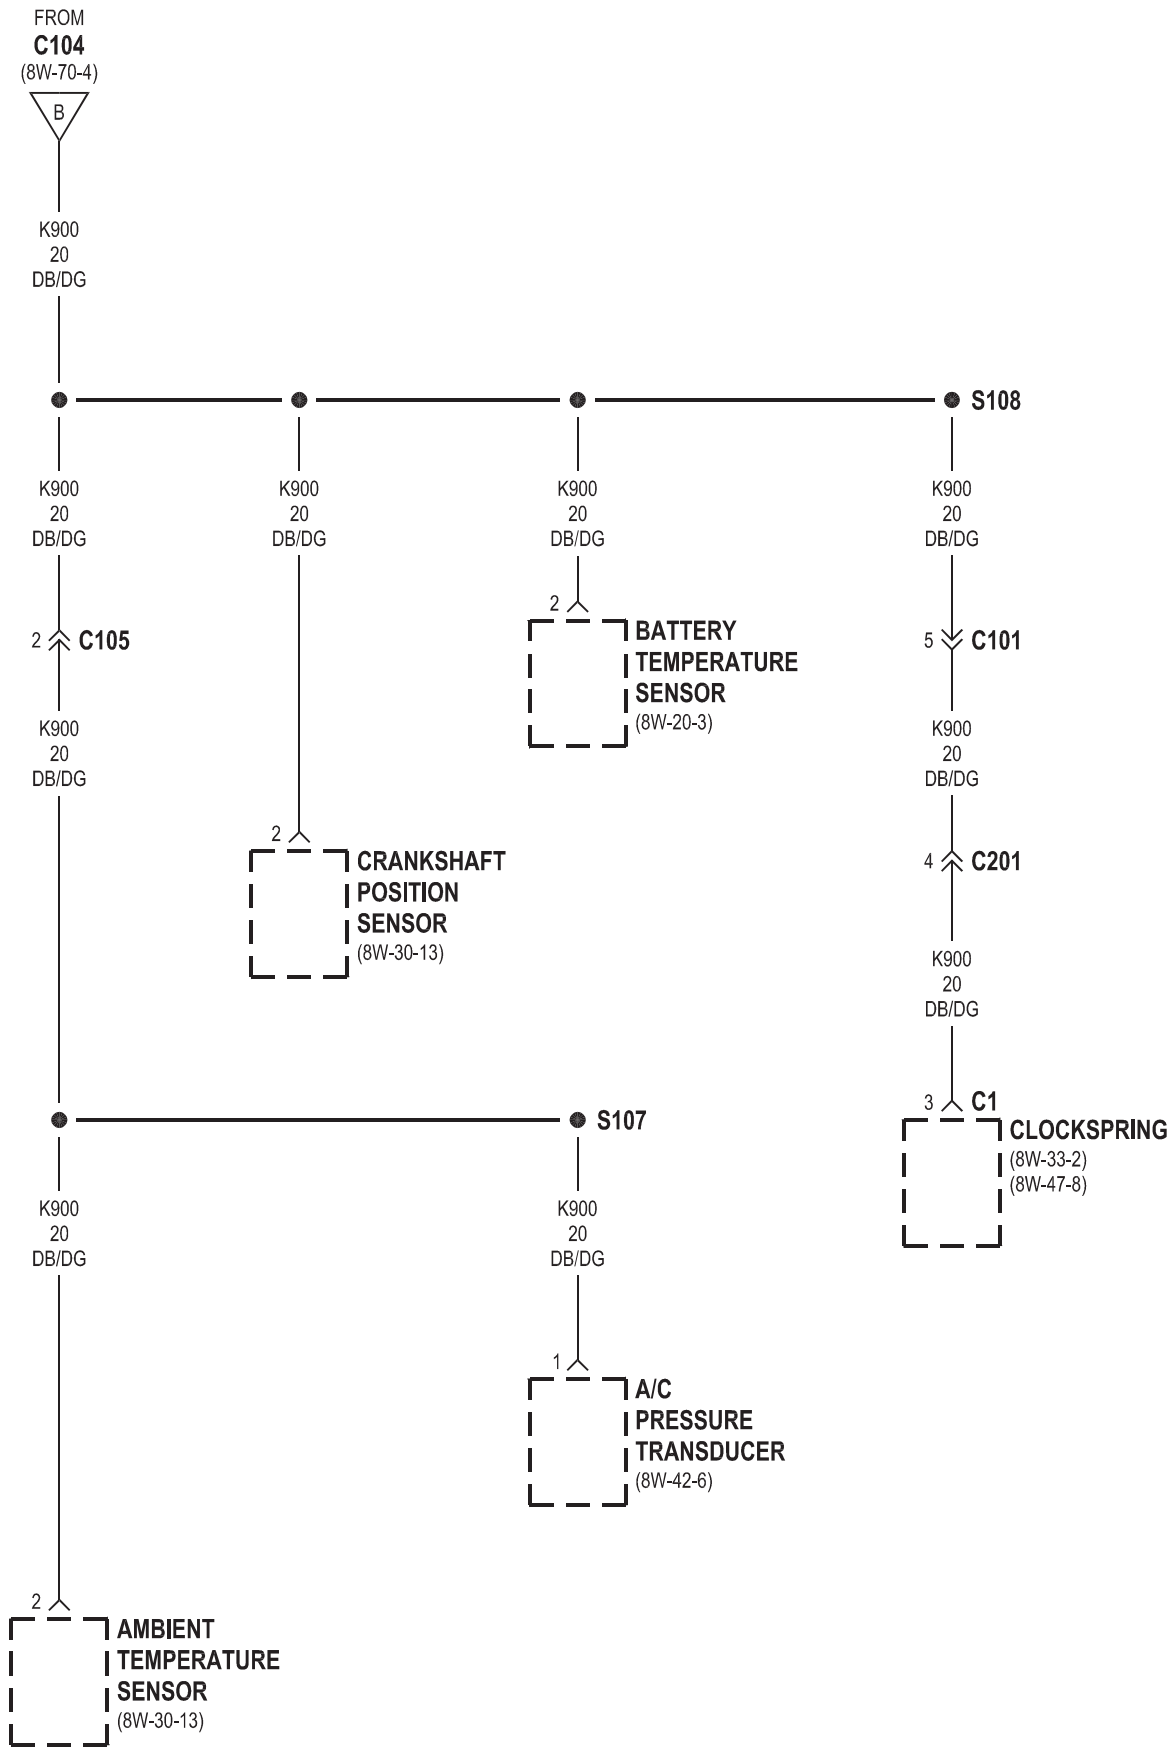 FROM
C104
(8W-70-4)
B
K900
20
DB/DG
S108
K900
20
DB/DG
K900
20
DB/DG
K900
20
DB/DG
K900
20
DB/DG
2
BATTERY
TEMPERATURE
SENSOR
(8W-20-3)
2 C105
5 C101
K900
20
DB/DG
K900
20
DB/DG
2
CRANKSHAFT
POSITION
SENSOR
(8W-30-13)
4 C201
K900
20
DB/DG
3 C1
CLOCKSPRING
(8W-33-2)
(8W-47-8)
S107
K900
20
DB/DG
K900
20
DB/DG
1
A/C
PRESSURE
TRANSDUCER
(8W-42-6)
2
AMBIENT
TEMPERATURE
SENSOR
(8W-30-13)